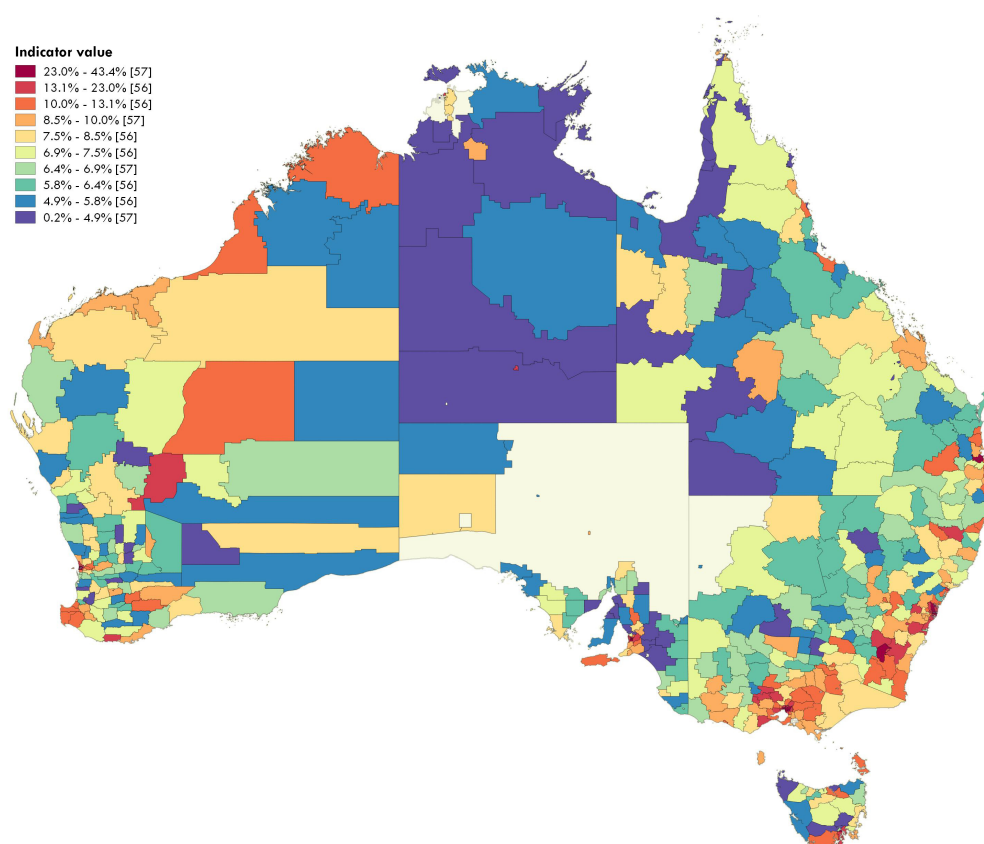 Indicator value
23.0% - 43.4% [57]
13.1% - 23.0% [56]
10.0% - 13.1% [56]
8.5% - 10.0% [57]
7.5% - 8.5% [56]
6.9% - 7.5% [56]
6.4% - 6.9% [57]
5.8% - 6.4% [56]
4.9% - 5.8% [56]
0.2% - 4.9% [57]